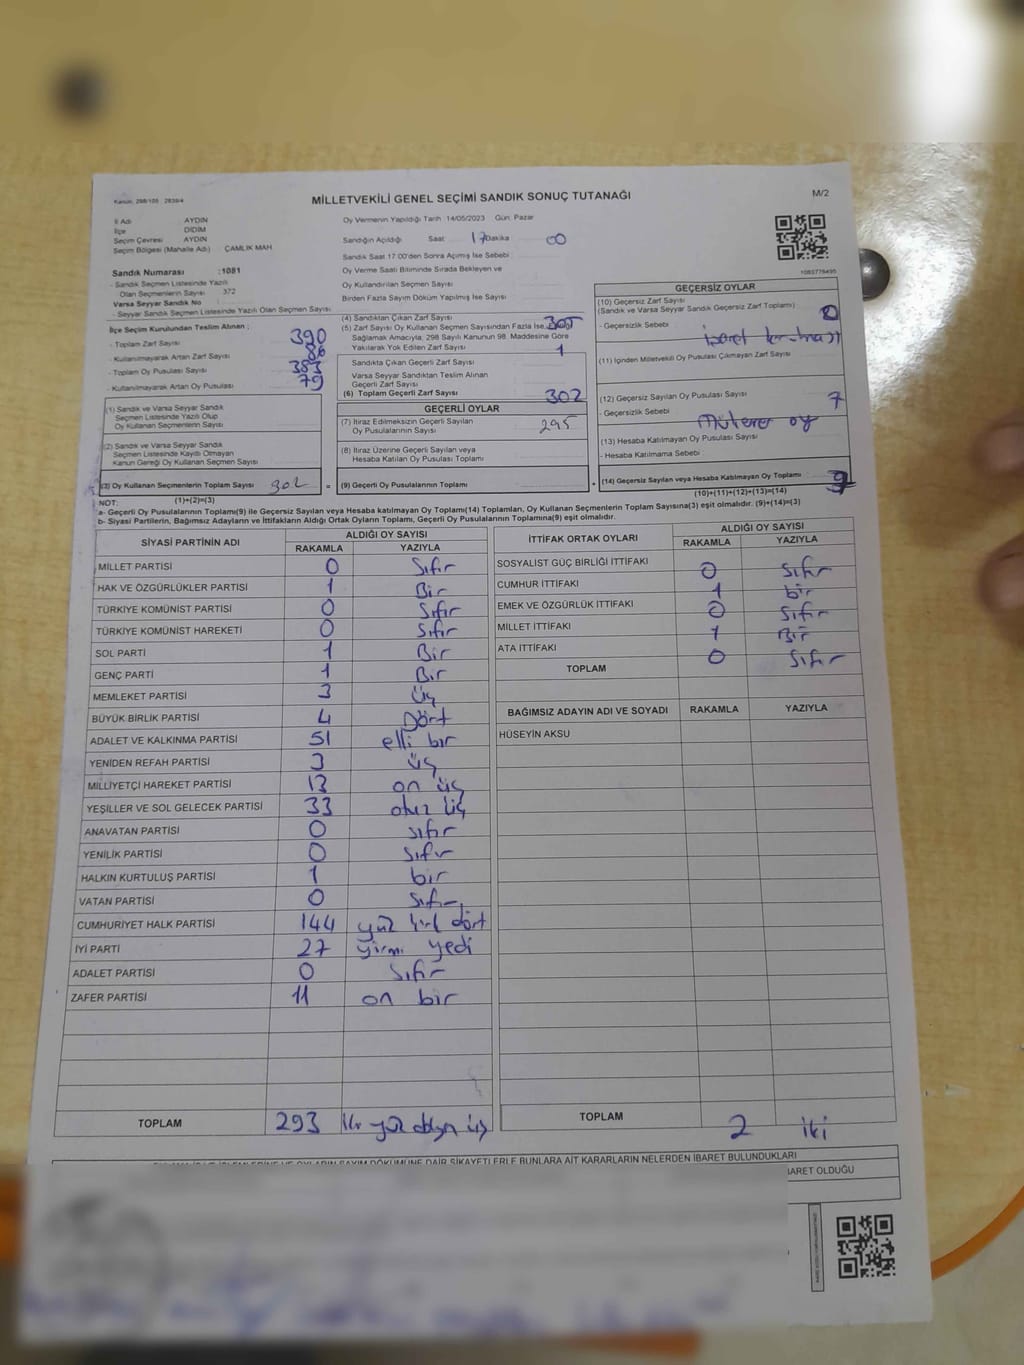 Kanun: 298/105 2839/4
MİLLETVEKİLİ GENEL SEÇİMİ SANDIK SONUÇ TUTANAĞI
M/2
İl Adı AYDIN
İlçe DİDİM
Seçim Çevresi AYDIN
Seçim Bölgesi (Mahalle Adı) ÇAMLIK MAH.
Sandık Numarası :1081
- Sandık Seçmen Listesinde Yazılı
Olan Seçmenlerin Sayısı 372
Varsa Seyyar Sandık No
- Seyyar Sandık Seçmen Listesinde Yazılı Olan Seçmen Sayısı
İlçe Seçim Kurulundan Teslim Alınan ;
- Toplam Zarf Sayısı 390
- Kullanılmayarak Artan Zarf Sayısı 86
- Toplam Oy Pusulası Sayısı 383
- Kullanılmayarak Artan Oy Pusulası 79
(1) Sandık ve Varsa Seyyar Sandık
Seçmen Listesinde Yazılı Olup
Oy Kullanan Seçmenlerin Sayısı
(2) Sandık ve Varsa Seyyar Sandık
Seçmen Listesinde Kayıtlı Olmayan
Kanun Gereği Oy Kullanan Seçmen Sayısı
(3) Oy Kullanan Seçmenlerin Toplam Sayısı 302 =
(1)+(2)=(3)
Oy Vermenin Yapıldığı Tarih 14/05/2023 Gün: Pazar
Sandığın Açıldığı Saat: 17 Dakika 00
Sandık Saat 17:00'den Sonra Açılmış İse Sebebi
Oy Verme Saati Bitiminde Sırada Bekleyen ve
Oy Kullandırılan Seçmen Sayısı
Birden Fazla Sayım Döküm Yapılmış İse Sayısı
(4) Sandıktan Çıkan Zarf Sayısı 305
(5) Zarf Sayısı Oy Kullanan Seçmen Sayısından Fazla İse, Eşitliği
Sağlamak Amacıyla, 298 Sayılı Kanunun 98. Maddesine Göre
Yakılarak Yok Edilen Zarf Sayısı 1
Sandıkta Çıkan Geçerli Zarf Sayısı
Varsa Seyyar Sandıktan Teslim Alınan
Geçerli Zarf Sayısı
(6) Toplam Geçerli Zarf Sayısı 302
GEÇERLİ OYLAR
(7) İtiraz Edilmeksizin Geçerli Sayılan
Oy Pusulalarının Sayısı 295
(8) İtiraz Üzerine Geçerli Sayılan veya
Hesaba Katılan Oy Pusulası Toplamı
(9) Geçerli Oy Pusulalarının Toplamı +
1083776495
GEÇERSİZ OYLAR
(10) Geçersiz Zarf Sayısı
(Sandık ve Varsa Seyyar Sandık Geçersiz Zarf Toplamı) 0
- Geçersizlik Sebebi
(11) İçinden Milletvekili Oy Pusulası Çıkmayan Zarf Sayısı
(12) Geçersiz Sayılan Oy Pusulası Sayısı 7
- Geçersizlik Sebebi oy
(13) Hesaba Katılmayan Oy Pusulası Sayısı
- Hesaba Katılmama Sebebi
(14) Geçersiz Sayılan veya Hesaba Katılmayan Oy Toplamı
(10)+(11)+(12)+(13)=(14)
NOT:
a- Geçerli Oy Pusulalarının Toplamı(9) ile Geçersiz Sayılan veya Hesaba katılmayan Oy Toplamı(14) Toplamları, Oy Kullanan Seçmenlerin Toplam Sayısına(3) eşit olmalıdır. (9)+(14)=(3)
b- Siyasi Partilerin, Bağımsız Adayların ve İttifakların Aldığı Ortak Oyların Toplamı, Geçerli Oy Pusulalarının Toplamına(9) eşit olmalıdır.
SİYASİ PARTİNİN ADI ALDIĞI OY SAYISI
RAKAMLA YAZIYLA
MİLLET PARTİSİ 0 Sıfır
HAK VE ÖZGÜRLÜKLER PARTİSİ 1 Bir
TÜRKİYE KOMÜNİST PARTİSİ 0 Sıfır
TÜRKİYE KOMÜNİST HAREKETİ 0 Sıfır
SOL PARTİ 1 Bir
GENÇ PARTİ 1 Bir
MEMLEKET PARTİSİ 3 Üç
BÜYÜK BİRLİK PARTİSİ 4 Dört
ADALET VE KALKINMA PARTİSİ 51 elli bir
YENİDEN REFAH PARTİSİ 3 üç
MİLLİYETÇİ HAREKET PARTİSİ 13 on üç
YEŞİLLER VE SOL GELECEK PARTİSİ 33 otuz üç
ANAVATAN PARTİSİ 0 sıfır
YENİLİK PARTİSİ 0 Sıfır
HALKIN KURTULUŞ PARTİSİ 1 bir
VATAN PARTİSİ 0 Sıfır
CUMHURİYET HALK PARTİSİ 144 yüz kırk dört
İYİ PARTİ 27 yirmi yedi
ADALET PARTİSİ 0 Sıfır
ZAFER PARTİSİ 11 on bir
TOPLAM 293 İki yüz doksan üç
İTTİFAK ORTAK OYLARI ALDIĞI OY SAYISI
RAKAMLA YAZIYLA
SOSYALİST GÜÇ BİRLİĞİ İTTİFAKI 0 Sıfır
CUMHUR İTTİFAKI 1 bir
EMEK VE ÖZGÜRLÜK İTTİFAKI 0 Sıfır
MİLLET İTTİFAKI 1 Bir
ATA İTTİFAKI 0 Sıfır
TOPLAM
BAĞIMSIZ ADAYIN ADI VE SOYADI RAKAMLA YAZIYLA
HÜSEYİN AKSU
TOPLAM 2 iki
DÖKÜMÜNE DAİR ŞİKAYETLERLE BUNLARA AİT KARARLARIN NELERDEN İBARET BULUNDUKLARI
İBARET OLDUĞU